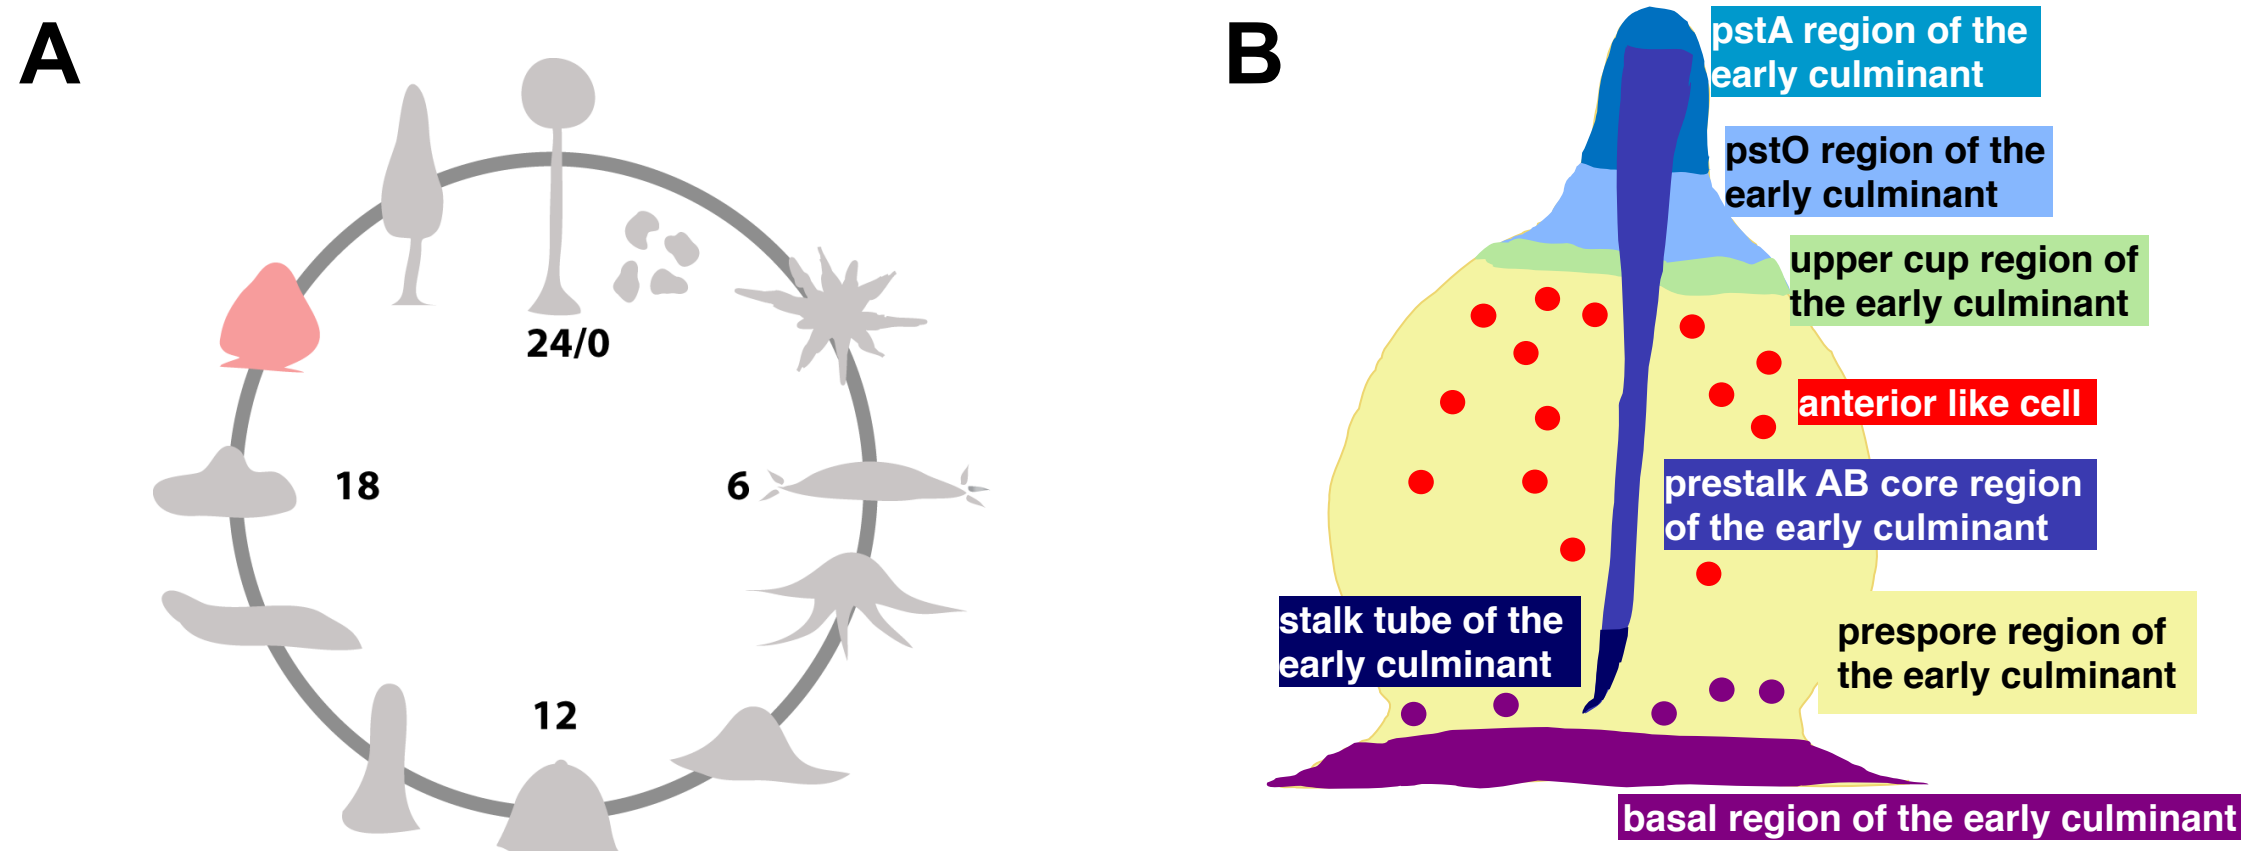 A
24/0
18
6
12
B
pstA region of the
early culminant
pstO region of the
early culminant
upper cup region of
the early culminant
anterior like cell
prestalk AB core region
of the early culminant
stalk tube of the
early culminant
prespore region of
the early culminant
basal region of the early culminant